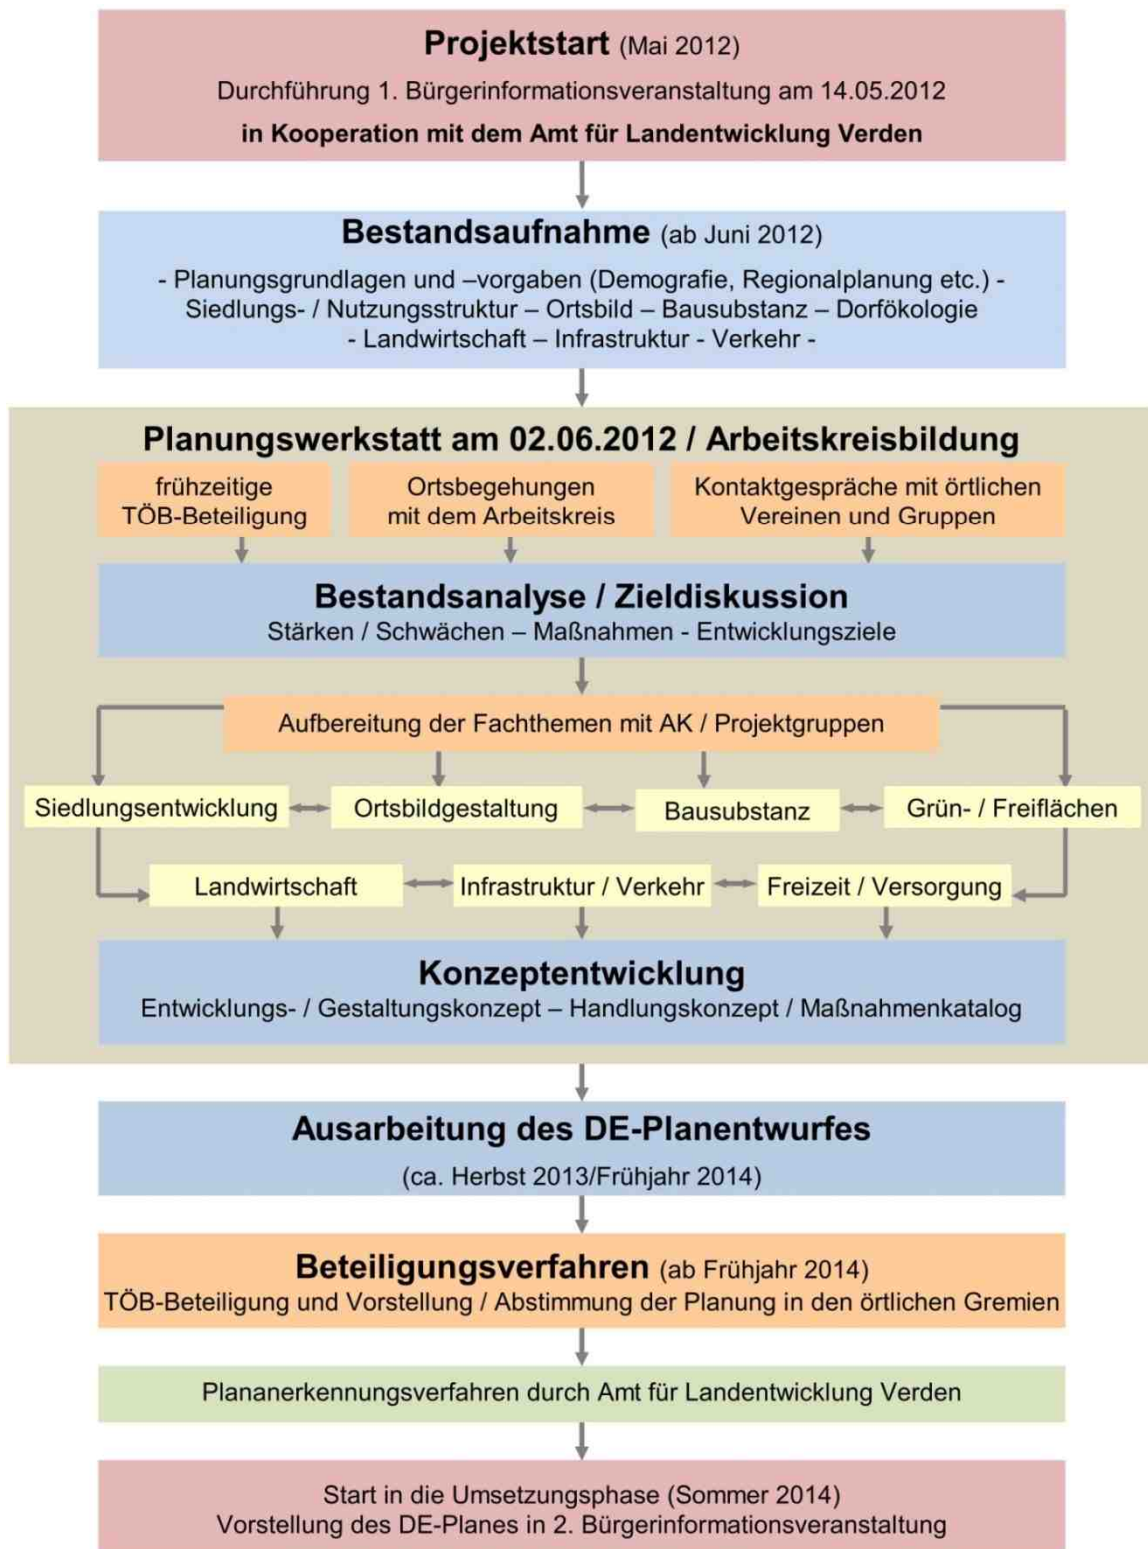 Projektstart (Mai 2012)
Durchführung 1. Bürgerinformationsveranstaltung am 14.05.2012
in Kooperation mit dem Amt für Landentwicklung Verden
Bestandsaufnahme (ab Juni 2012)
- Planungsgrundlagen und –vorgaben (Demografie, Regionalplanung etc.) -
Siedlungs- / Nutzungsstruktur – Ortsbild – Bausubstanz – Dorfökologie
- Landwirtschaft – Infrastruktur - Verkehr -
Planungswerkstatt am 02.06.2012 / Arbeitskreisbildung
frühzeitige
TÖB-Beteiligung
Ortsbegehungen
mit dem Arbeitskreis
Kontaktgespräche mit örtlichen
Vereinen und Gruppen
Bestandsanalyse / Zieldiskussion
Stärken / Schwächen – Maßnahmen - Entwicklungsziele
Aufbereitung der Fachthemen mit AK / Projektgruppen
Siedlungsentwicklung
Ortsbildgestaltung
Bausubstanz
Grün- / Freiflächen
Landwirtschaft
Infrastruktur / Verkehr
Freizeit / Versorgung
Konzeptentwicklung
Entwicklungs- / Gestaltungskonzept – Handlungskonzept / Maßnahmenkatalog
Ausarbeitung des DE-Planentwurfes
(ca. Herbst 2013/Frühjahr 2014)
Beteiligungsverfahren (ab Frühjahr 2014)
TÖB-Beteiligung und Vorstellung / Abstimmung der Planung in den örtlichen Gremien
Plananerkennungsverfahren durch Amt für Landentwicklung Verden
Start in die Umsetzungsphase (Sommer 2014)
Vorstellung des DE-Planes in 2. Bürgerinformationsveranstaltung